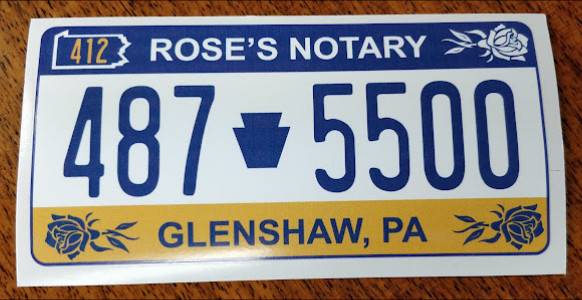 412 ROSE'S NOTARY
487 5500
GLENSHAW, PA